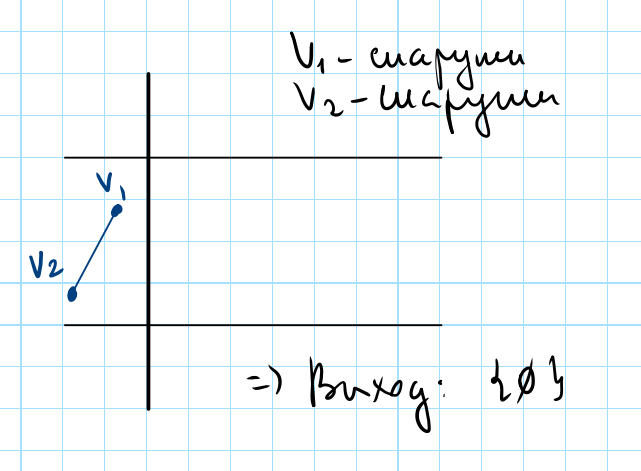 V₁ - снаружи
V₂ - снаружи
V₁
V₂
=> Выход: {∅}